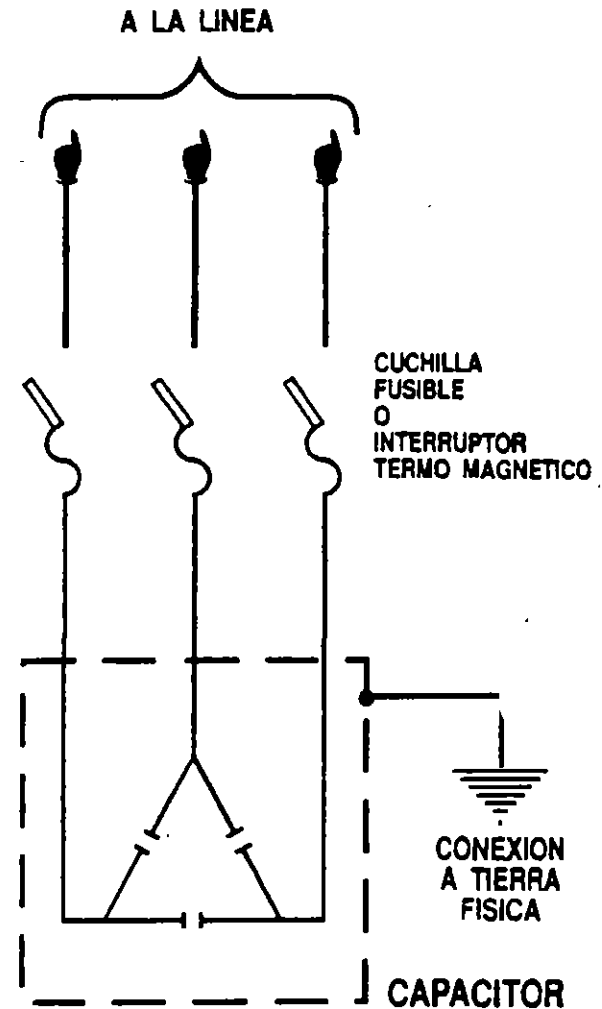 A LA LINEA
CUCHILLA
FUSIBLE
O
INTERRUPTOR
TERMO MAGNETICO
CONEXION
A TIERRA
FISICA
CAPACITOR